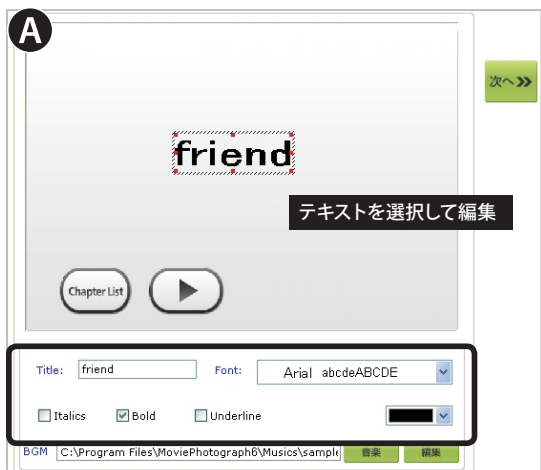 A
次へ
friend
テキストを選択して編集
Chapter List
Title: friend Font: Arial abcdeABCDE
Italics Bold Underline
BGM C:\Program Files\MoviePhotograph6\Musics\sampl 音楽 編集